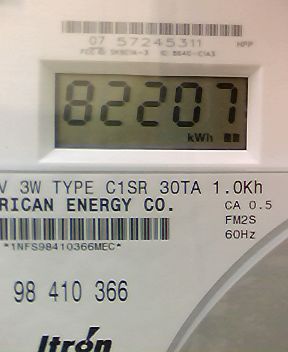 07 57245311 HPP
82207
kWh
V 3W TYPE C1SR 30TA 1.0Kh
RICAN ENERGY CO. CA 0.5
FM2S
*1NFS98410366MEC* 60Hz
98 410 366
Itron